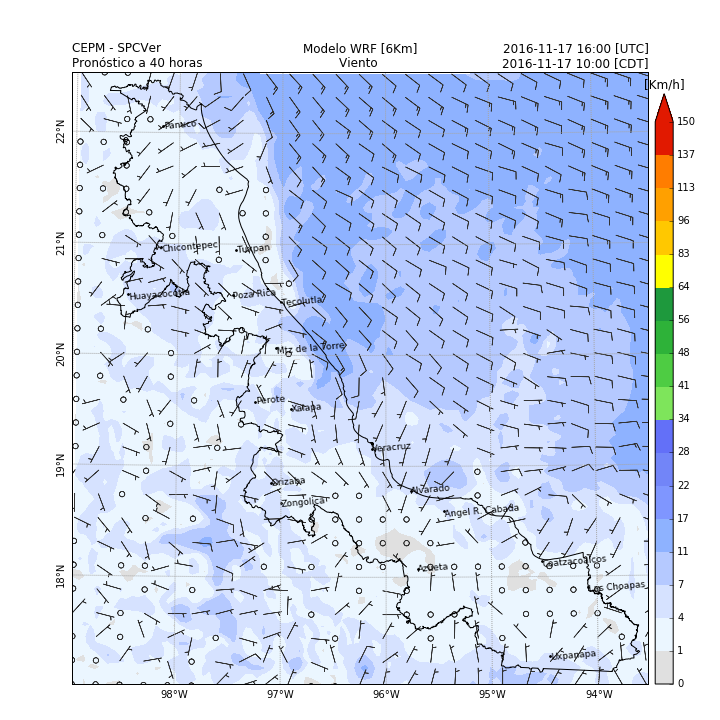 CEPM - SPCVer Modelo WRF [6Km] 2016-11-17 16:00 [UTC]
Pronóstico a 40 horas Viento 2016-11-17 10:00 [CDT]
[Km/h]
150
137
113
96
83
64
56
48
41
34
28
22
17
11
7
4
1
0
22°N
21°N
20°N
19°N
18°N
Panuco
Chicontepec
Tuxpan
Huayacocotla
Poza Rica
Tecolutla
Mtz de la Torre
Perote
Xalapa
Veracruz
Orizaba
Zongolica
Alvarado
Angel R. Cabada
Azueta
Coatzacoalcos
Choapas
Uxpanapa
98°W 97°W 96°W 95°W 94°W